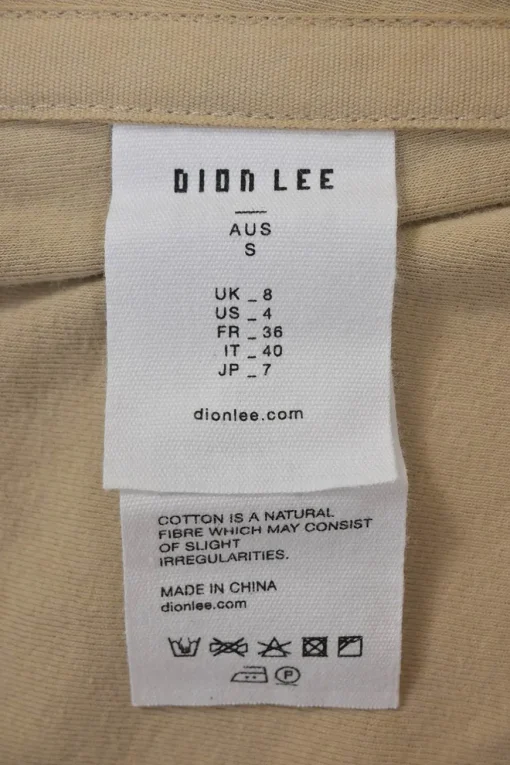 DION LEE
AUS
S
UK _ 8
US _ 4
FR _ 36
IT _ 40
JP _ 7
dionlee.com
COTTON IS A NATURAL
FIBRE WHICH MAY CONSIST
OF SLIGHT
IRREGULARITIES.
MADE IN CHINA
dionlee.com
P